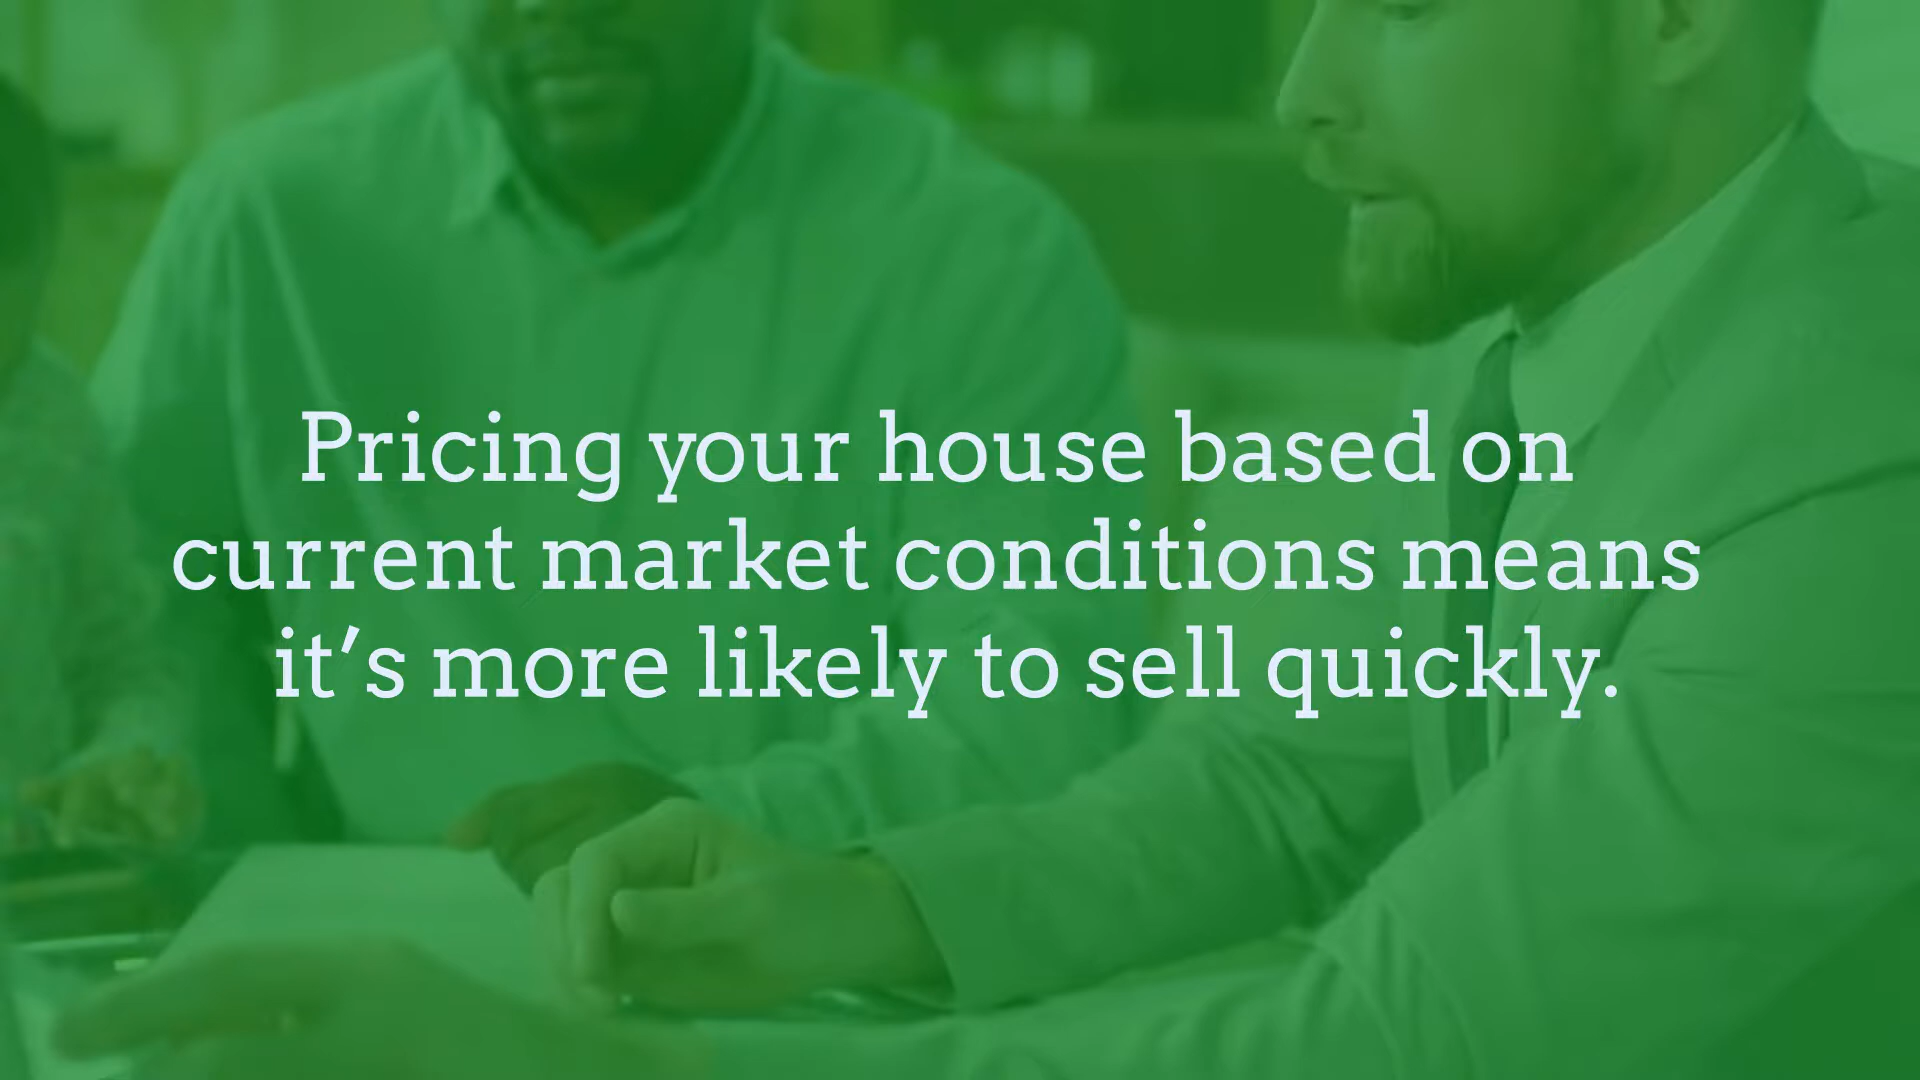 Pricing your house based on
current market conditions means
it’s more likely to sell quickly.